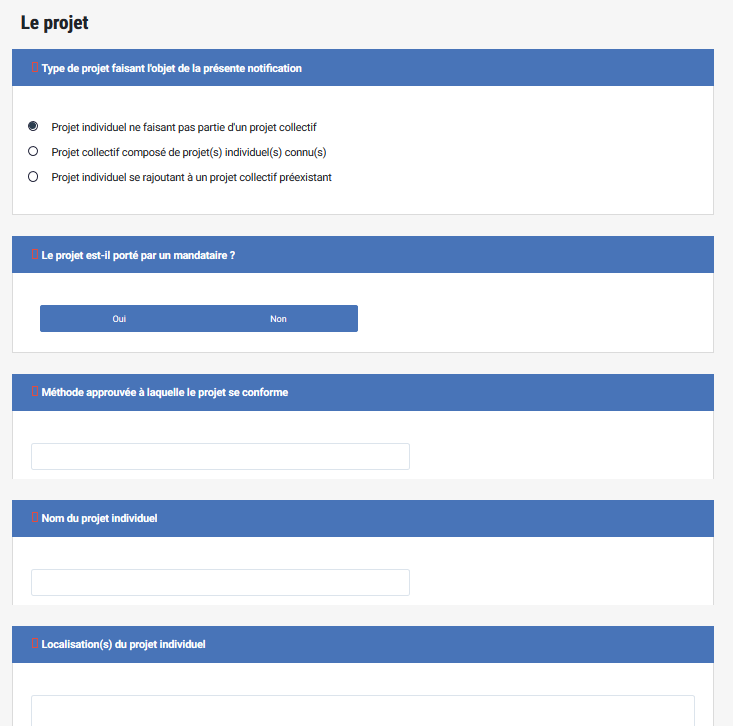 Le projet
Type de projet faisant l'objet de la présente notification
Projet individuel ne faisant pas partie d'un projet collectif
Projet collectif composé de projet(s) individuel(s) connu(s)
Projet individuel se rajoutant à un projet collectif préexistant
Le projet est-il porté par un mandataire ?
Oui Non
Méthode approuvée à laquelle le projet se conforme
Nom du projet individuel
Localisation(s) du projet individuel